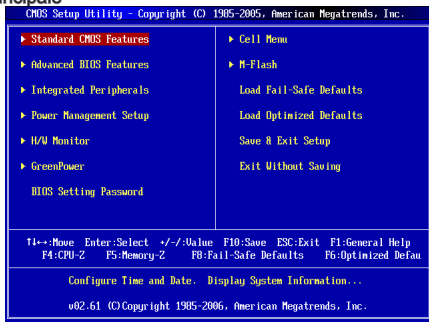 CMOS Setup Utility - Copyright (C) 1985-2005, American Megatrends, Inc.
▶ Standard CMOS Features
▶ Advanced BIOS Features
▶ Integrated Peripherals
▶ Power Management Setup
▶ H/W Monitor
▶ GreenPower
BIOS Setting Password
▶ Cell Menu
▶ M-Flash
Load Fail-Safe Defaults
Load Optimized Defaults
Save & Exit Setup
Exit Without Saving
↑↓←→:Move Enter:Select +/-/:Value F10:Save ESC:Exit F1:General Help
F4:CPU-Z F5:Memory-Z F8:Fail-Safe Defaults F6:Optimized Defau
Configure Time and Date. Display System Information...
v02.61 (C)Copyright 1985-2006, American Megatrends, Inc.